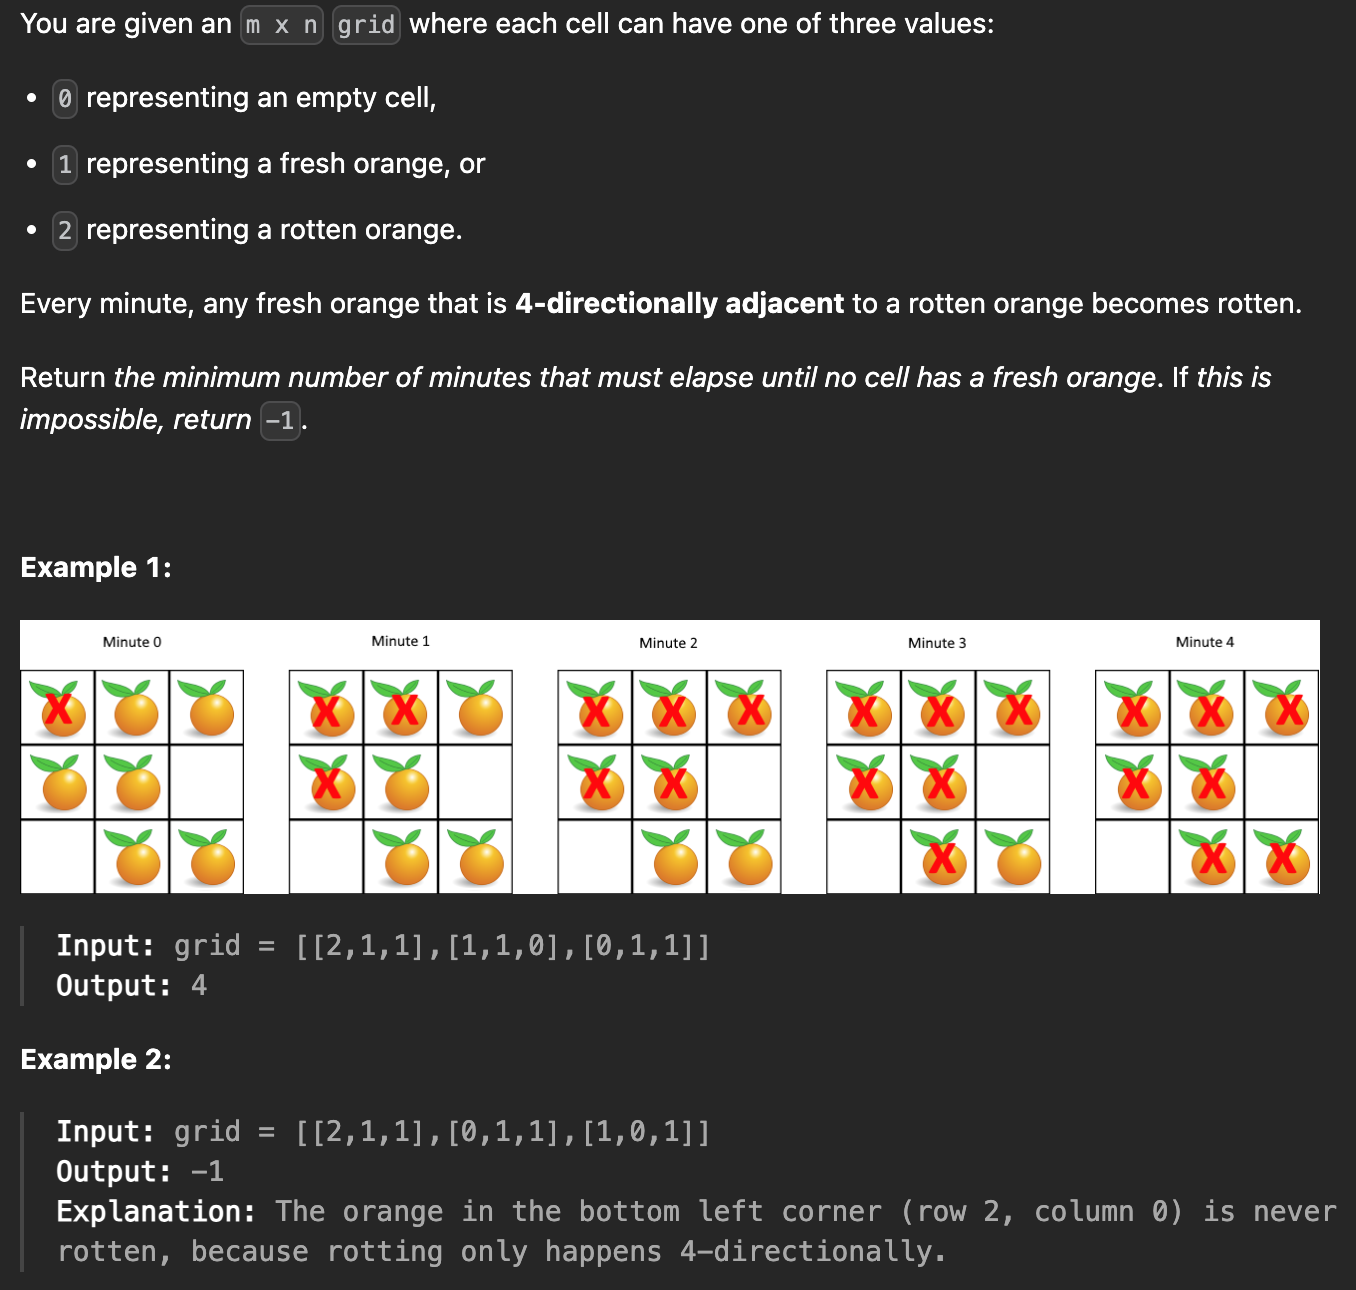 You are given an m x n grid where each cell can have one of three values:
• 0 representing an empty cell,
• 1 representing a fresh orange, or
• 2 representing a rotten orange.
Every minute, any fresh orange that is 4-directionally adjacent to a rotten orange becomes rotten.
Return the minimum number of minutes that must elapse until no cell has a fresh orange. If this is
impossible, return -1.
Example 1:
Minute 0 Minute 1 Minute 2 Minute 3 Minute 4
Input: grid = [[2,1,1],[1,1,0],[0,1,1]]
Output: 4
Example 2:
Input: grid = [[2,1,1],[0,1,1],[1,0,1]]
Output: -1
Explanation: The orange in the bottom left corner (row 2, column 0) is never
rotten, because rotting only happens 4-directionally.